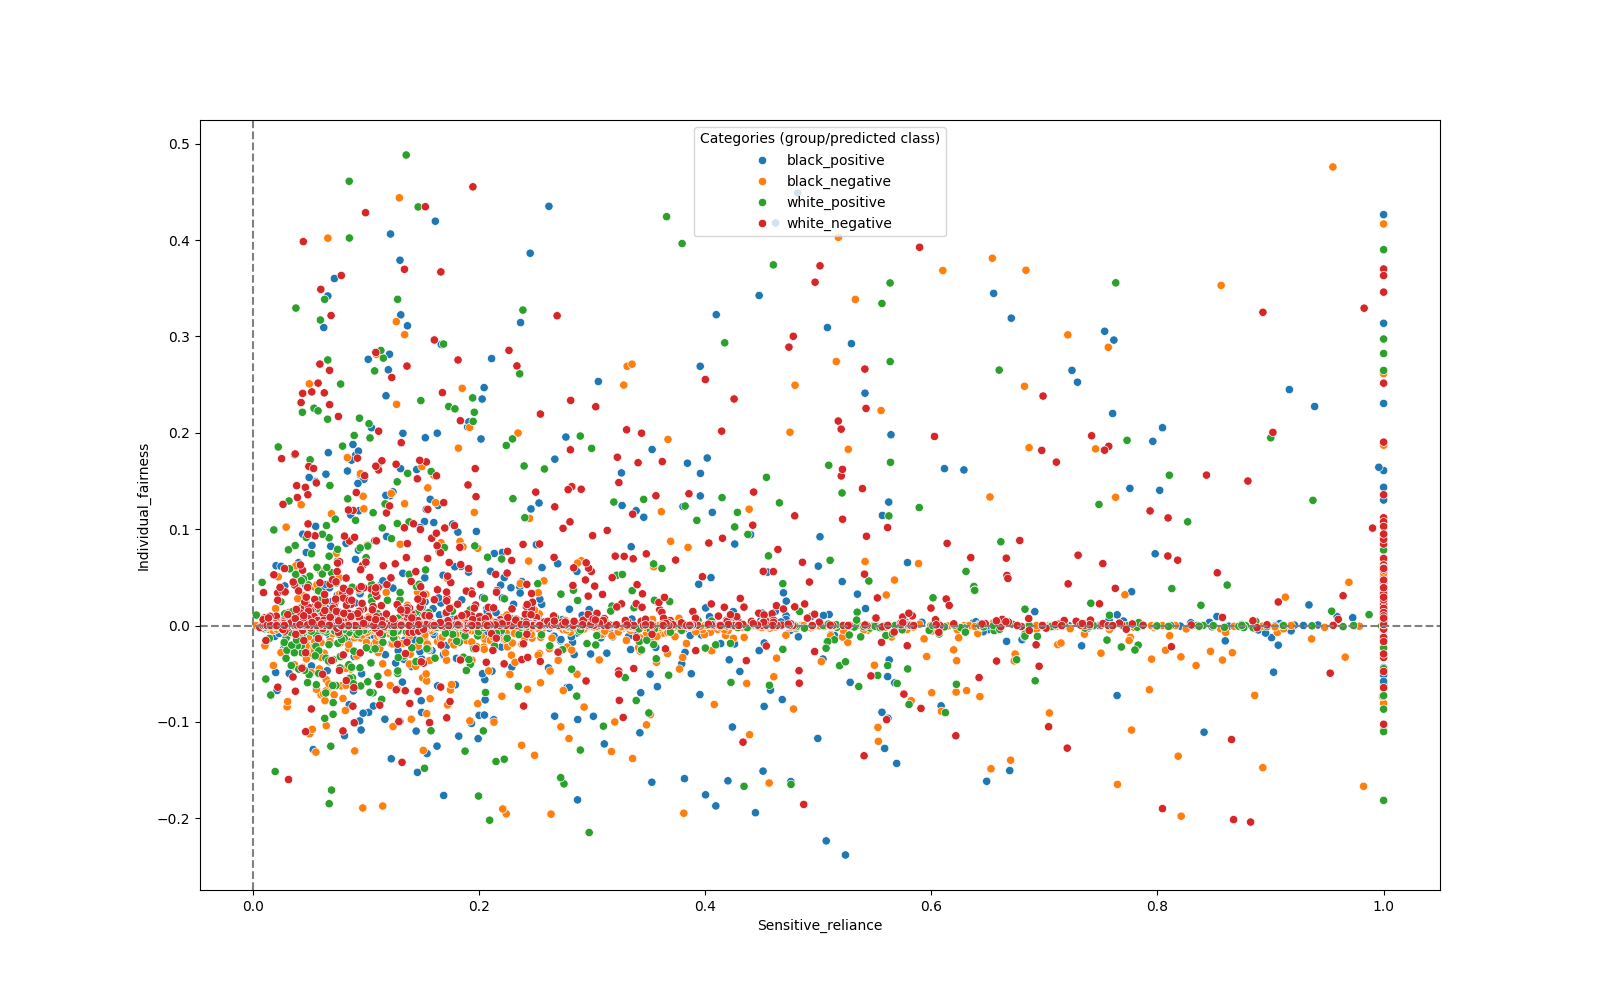 Categories (group/predicted class)
black_positive
black_negative
white_positive
white_negative
0.5
0.4
0.3
0.2
0.1
0.0
−0.1
−0.2
Individual_fairness
0.0 0.2 0.4 0.6 0.8 1.0
Sensitive_reliance